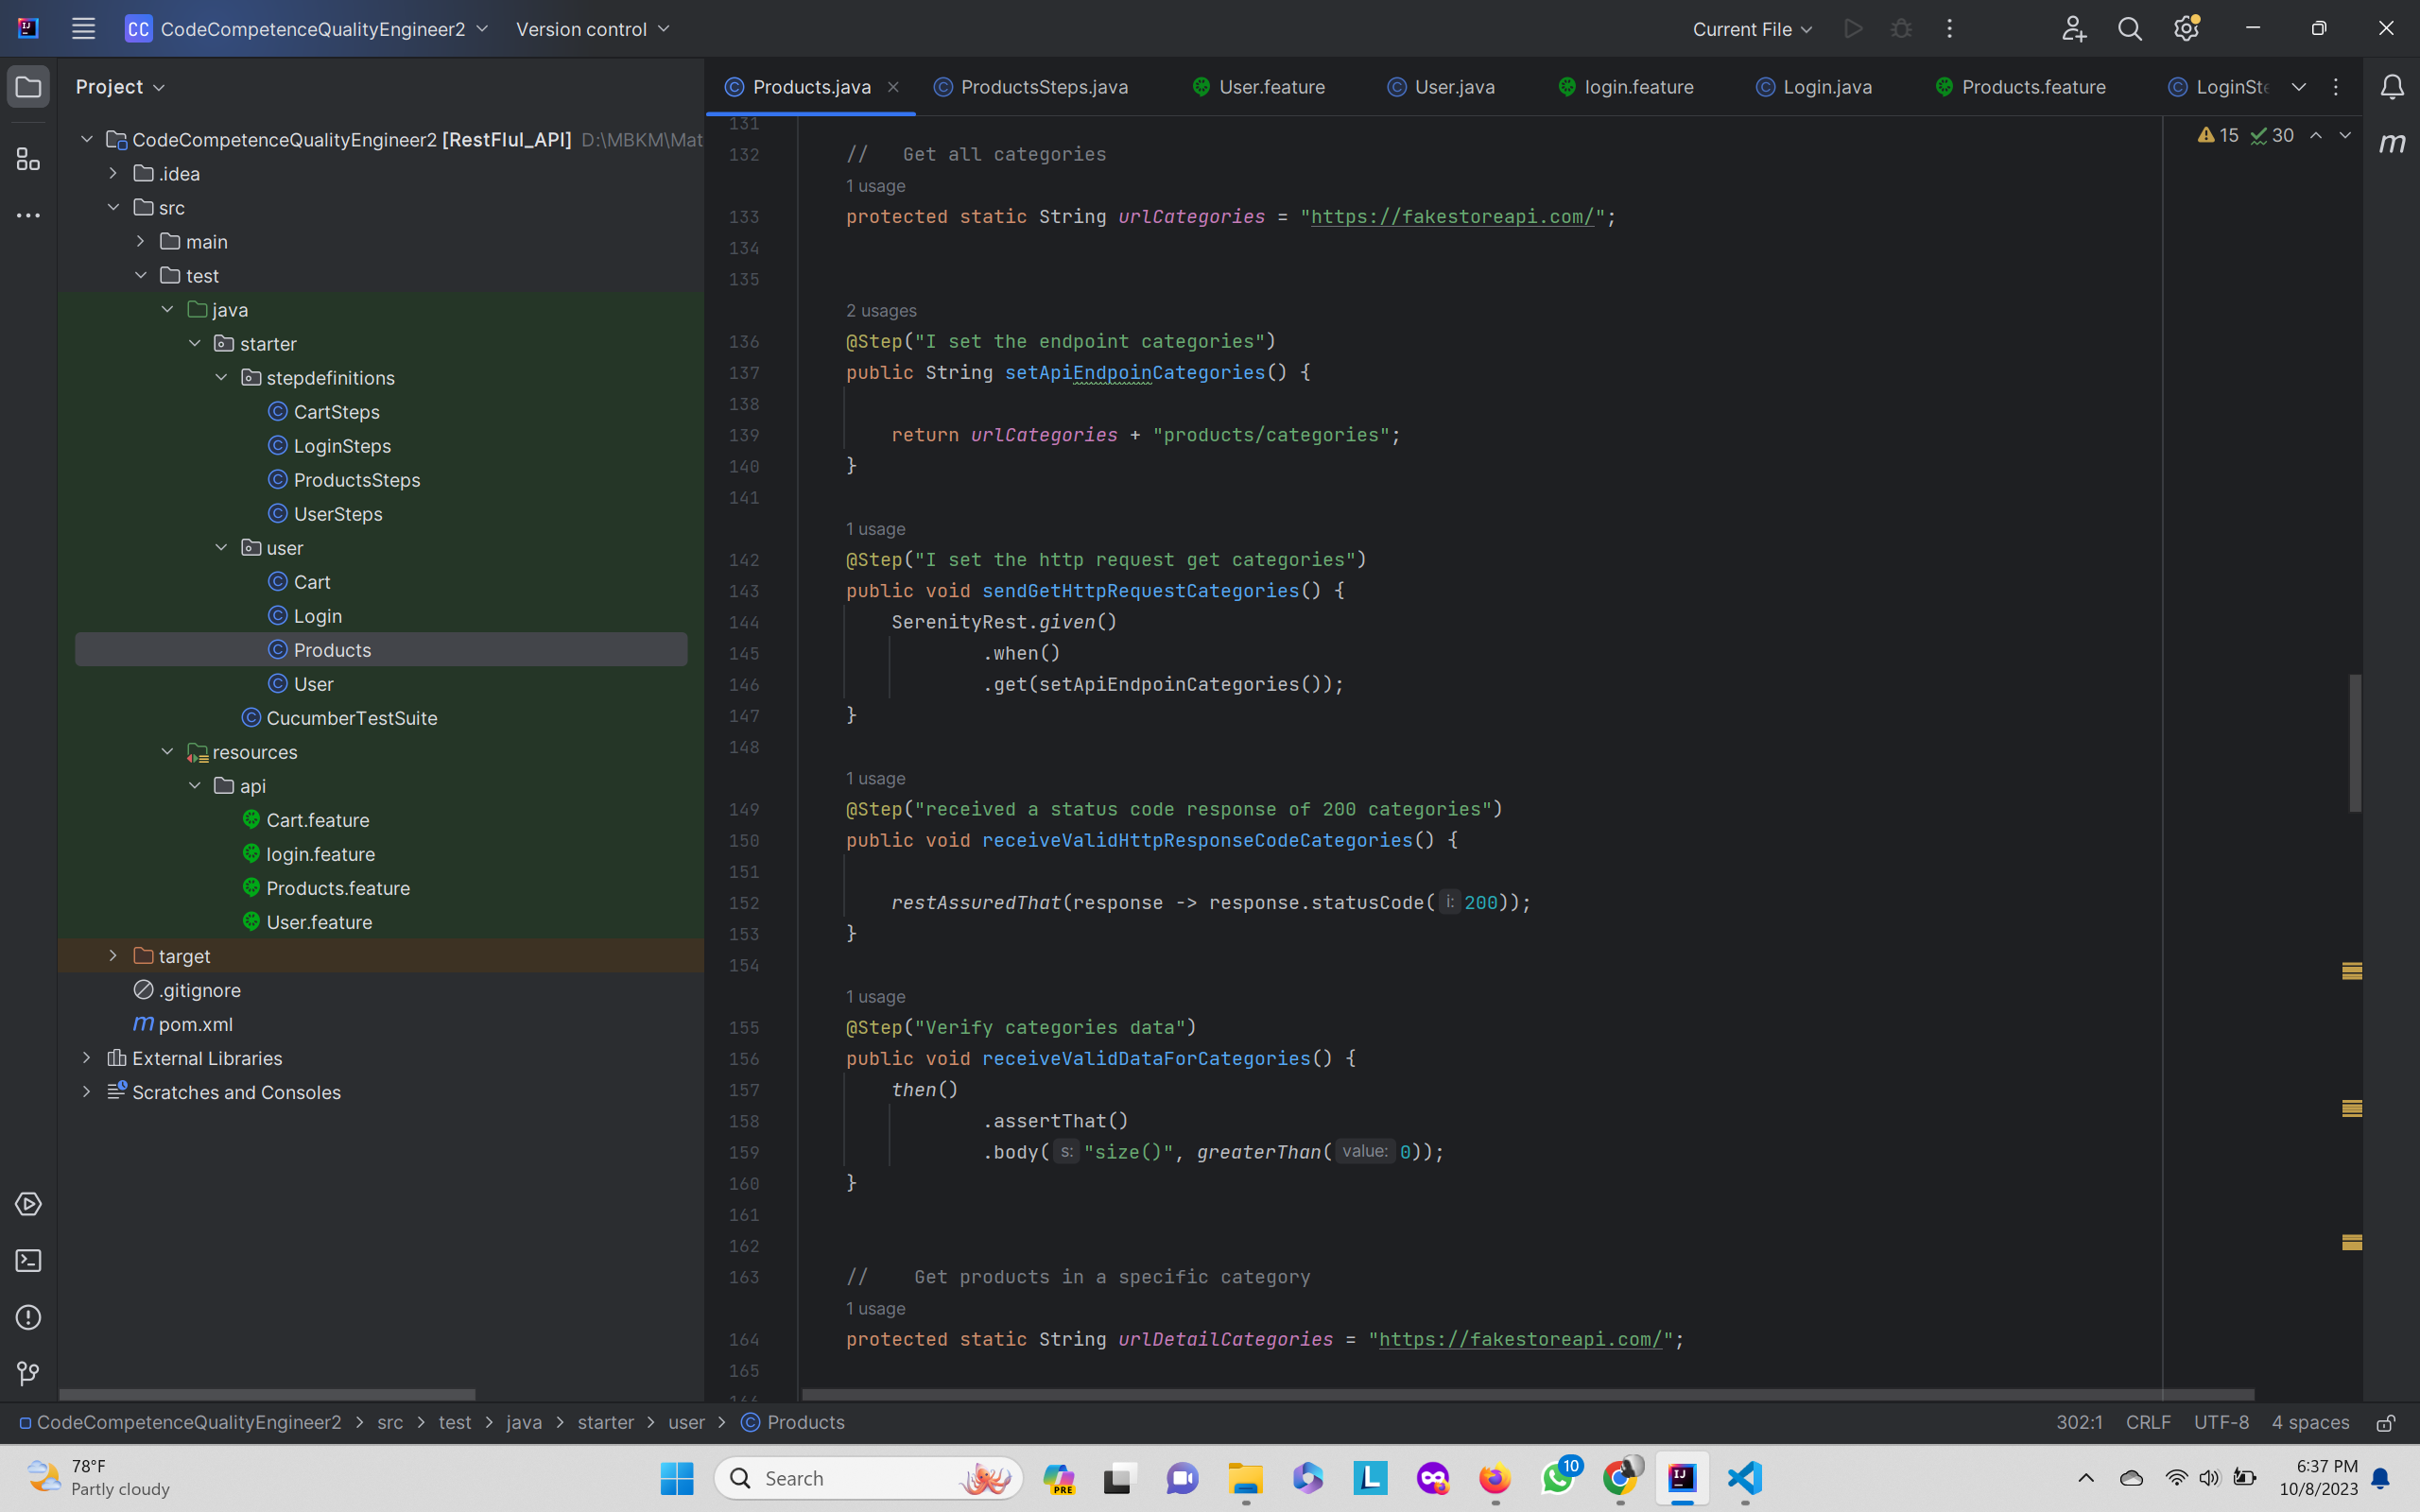 CC CodeCompetenceQualityEngineer2 Version control Current File
Project
Products.java ProductsSteps.java User.feature User.java login.feature Login.java Products.feature LoginSte
CodeCompetenceQualityEngineer2 [RestFlul_API] D:\MBKM\Mat
.idea
src
main
test
java
starter
stepdefinitions
CartSteps
LoginSteps
ProductsSteps
UserSteps
user
Cart
Login
Products
User
CucumberTestSuite
resources
api
Cart.feature
login.feature
Products.feature
User.feature
target
.gitignore
pom.xml
External Libraries
Scratches and Consoles
15 30
131
132 // Get all categories
1 usage
133 protected static String urlCategories = "https://fakestoreapi.com/";
134
135
2 usages
136 @Step("I set the endpoint categories")
137 public String setApiEndpoinCategories() {
138
139 return urlCategories + "products/categories";
140 }
141
1 usage
142 @Step("I set the http request get categories")
143 public void sendGetHttpRequestCategories() {
144 SerenityRest.given()
145 .when()
146 .get(setApiEndpoinCategories());
147 }
148
1 usage
149 @Step("received a status code response of 200 categories")
150 public void receiveValidHttpResponseCodeCategories() {
151
152 restAssuredThat(response -> response.statusCode( i: 200));
153 }
154
1 usage
155 @Step("Verify categories data")
156 public void receiveValidDataForCategories() {
157 then()
158 .assertThat()
159 .body( s: "size()", greaterThan( value: 0));
160 }
161
162
163 // Get products in a specific category
1 usage
164 protected static String urlDetailCategories = "https://fakestoreapi.com/";
165
CodeCompetenceQualityEngineer2 > src > test > java > starter > user > Products 302:1 CRLF UTF-8 4 spaces
78°F
Partly cloudy
Search
PRE
10
6:37 PM
10/8/2023